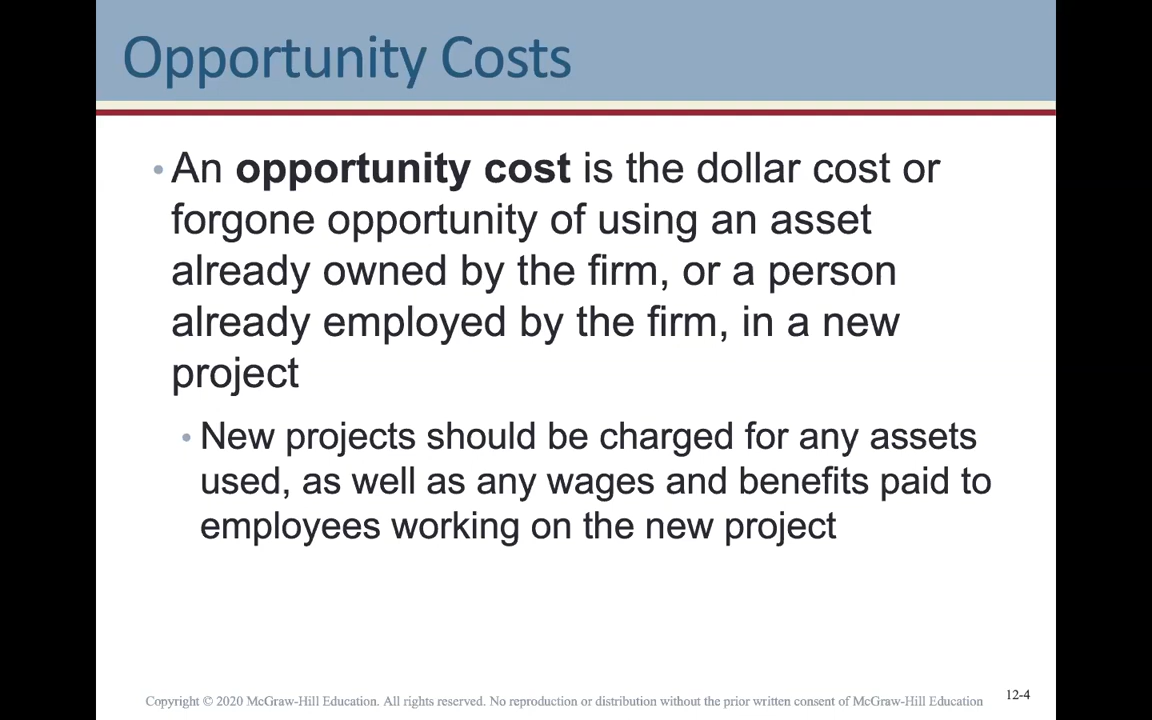 Opportunity Costs
• An opportunity cost is the dollar cost or
forgone opportunity of using an asset
already owned by the firm, or a person
already employed by the firm, in a new
project
• New projects should be charged for any assets
used, as well as any wages and benefits paid to
employees working on the new project
Copyright © 2020 McGraw-Hill Education. All rights reserved. No reproduction or distribution without the prior written consent of McGraw-Hill Education
12-4